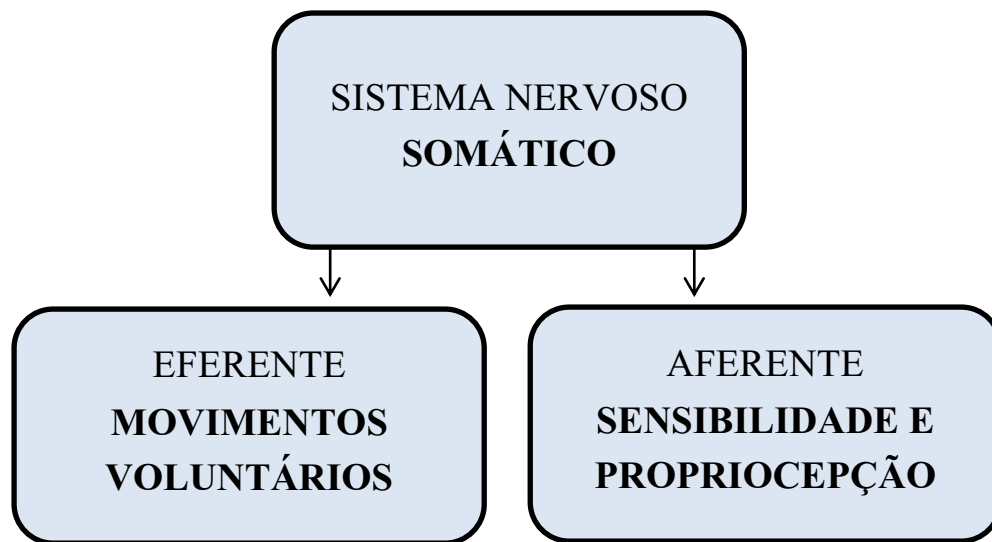 SISTEMA NERVOSO
SOMÁTICO
EFERENTE
MOVIMENTOS
VOLUNTÁRIOS
AFERENTE
SENSIBILIDADE E
PROPRIOCEPÇÃO